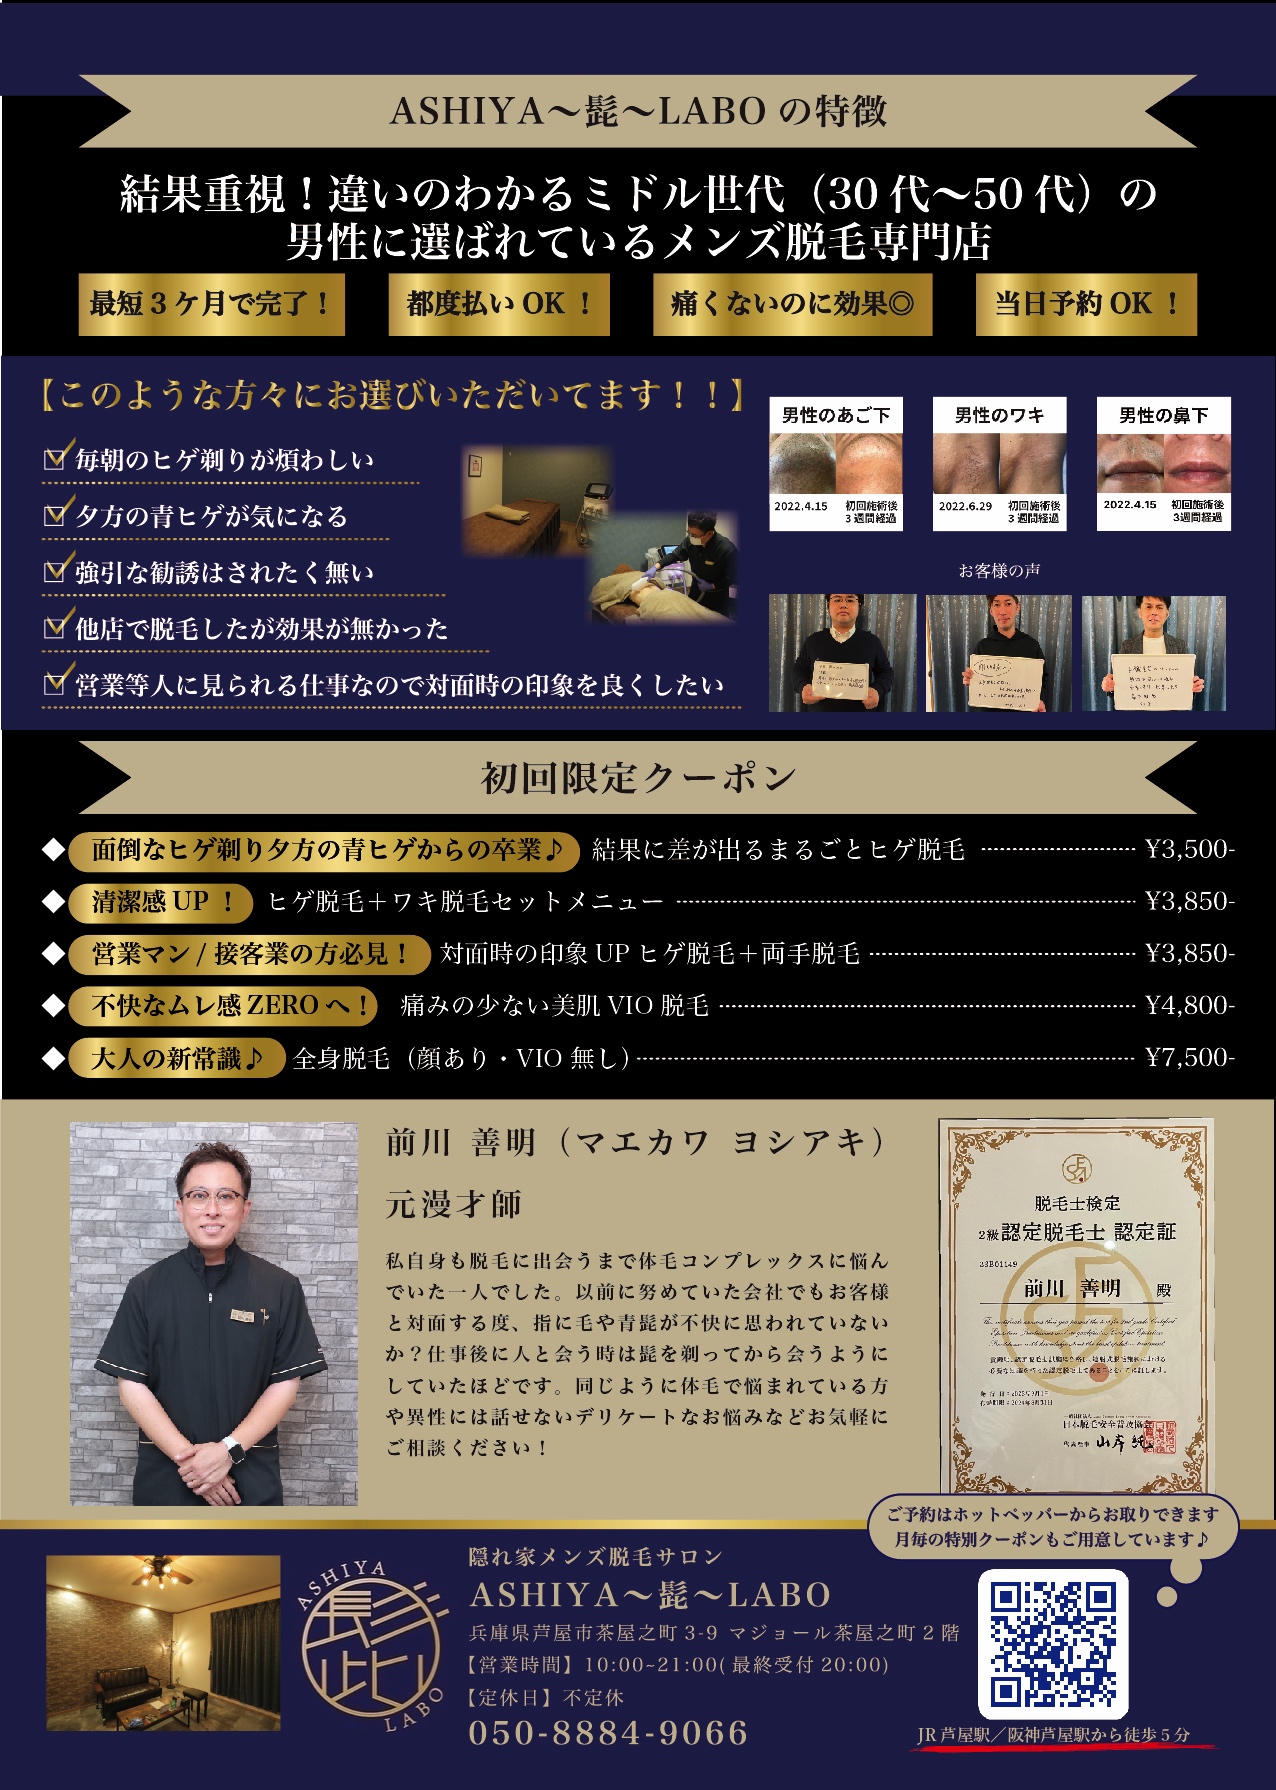 ASHIYA〜髭〜LABO の特徴
結果重視！違いのわかるミドル世代（30 代〜50 代）の
男性に選ばれているメンズ脱毛専門店
最短 3 ケ月で完了！
都度払い OK ！
痛くないのに効果◎
当日予約 OK ！
【このような方々にお選びいただいてます！！】
毎朝のヒゲ剃りが煩わしい
夕方の青ヒゲが気になる
強引な勧誘はされたく無い
他店で脱毛したが効果が無かった
営業等人に見られる仕事なので対面時の印象を良くしたい
男性のあご下
2022.4.15 初回施術後
3 週間経過
男性のワキ
2022.6.29 初回施術後
3 週間経過
男性の鼻下
2022.4.15 初回施術後
3週間経過
お客様の声
初回限定クーポン
◆ 面倒なヒゲ剃り夕方の青ヒゲからの卒業♪ 結果に差が出るまるごとヒゲ脱毛 ¥3,500-
◆ 清潔感 UP ！ ヒゲ脱毛＋ワキ脱毛セットメニュー ¥3,850-
◆ 営業マン / 接客業の方必見！ 対面時の印象 UP ヒゲ脱毛＋両手脱毛 ¥3,850-
◆ 不快なムレ感 ZERO へ！ 痛みの少ない美肌 VIO 脱毛 ¥4,800-
◆ 大人の新常識♪ 全身脱毛（顔あり・VIO 無し） ¥7,500-
前川 善明（マエカワ ヨシアキ）
元漫才師
私自身も脱毛に出会うまで体毛コンプレックスに悩ん
でいた一人でした。以前に努めていた会社でもお客様
と対面する度、指に毛や青髭が不快に思われていない
か？仕事後に人と会う時は髭を剃ってから会うように
していたほどです。同じように体毛で悩まれている方
や異性には話せないデリケートなお悩みなどお気軽に
ご相談ください！
脱毛士検定
2級 認定脱毛士 認定証
前川 善明 殿
ご予約はホットペッパーからお取りできます
月毎の特別クーポンもご用意しています♪
ASHIYA
髭
LABO
隠れ家メンズ脱毛サロン
ASHIYA〜髭〜LABO
兵庫県芦屋市茶屋之町 3-9 マジョール茶屋之町 2 階
【営業時間】10:00~21:00( 最終受付 20:00)
【定休日】不定休
050-8884-9066
JR 芦屋駅／阪神芦屋駅から徒歩 5 分